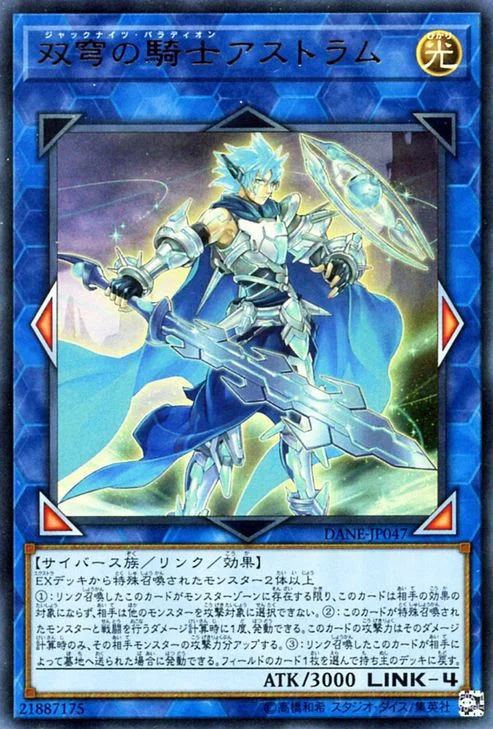 ジャックナイツ・パラディオン
双穹の騎士アストラム
ひかり
光
DANE-JP047
【サイバース族/リンク/効果】
EXデッキから特殊召喚されたモンスター2体以上
①:リンク召喚したこのカードがモンスターゾーンに存在する限り、このカードは相手の効果の
対象にならず、相手は他のモンスターを攻撃対象に選択できない。②:このカードが特殊召喚さ
れたモンスターと戦闘を行うダメージ計算時に1度、発動できる。このカードの攻撃力はそのダメージ
計算時のみ、その相手モンスターの攻撃力分アップする。③:リンク召喚したこのカードが相手に
よって墓地へ送られた場合に発動できる。フィールドのカード1枚を選んで持ち主のデッキに戻す。
ATK/3000 LINK-4
21887175
©高橋和希 スタジオ・ダイス/集英社